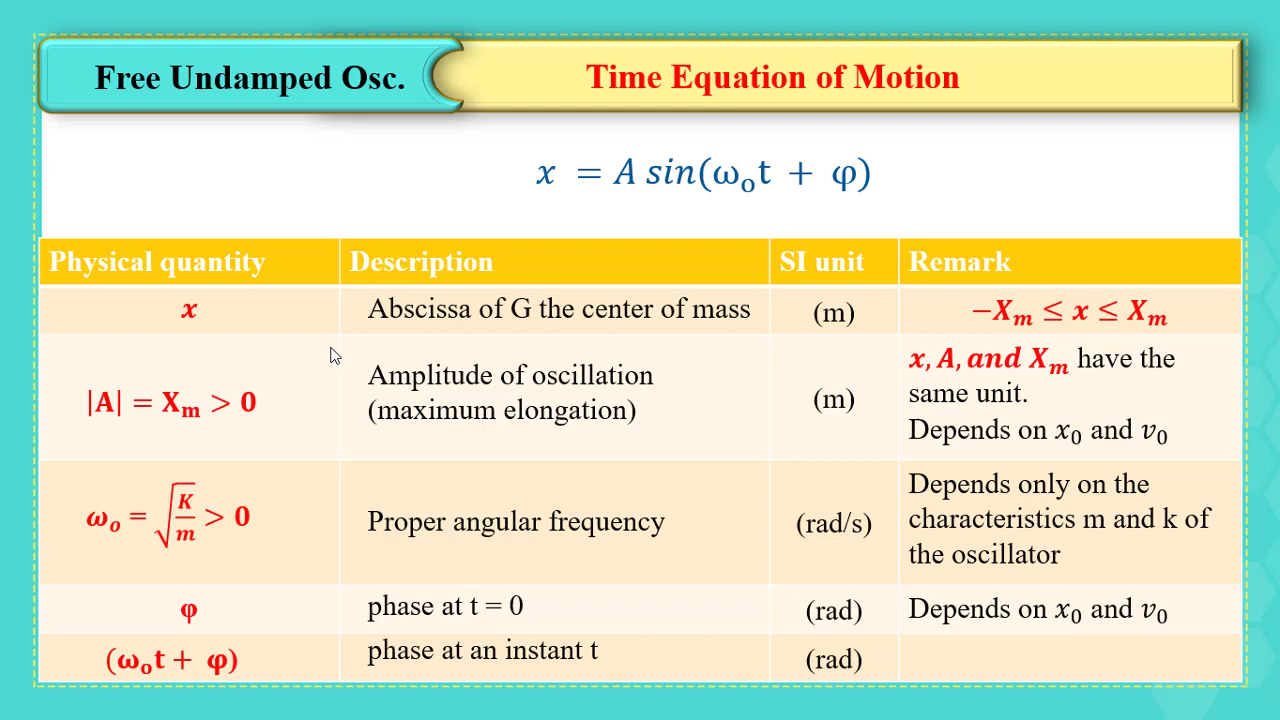 Free Undamped Osc.
Time Equation of Motion
x = A sin(ωₒt + φ)
Physical quantity
Description
SI unit
Remark
x
Abscissa of G the center of mass
(m)
−Xₘ ≤ x ≤ Xₘ
|A| = Xₘ > 0
Amplitude of oscillation
(maximum elongation)
(m)
x, A, and Xₘ have the
same unit.
Depends on x₀ and v₀
ωₒ = √(K/m) > 0
Proper angular frequency
(rad/s)
Depends only on the
characteristics m and k of
the oscillator
φ
phase at t = 0
(rad)
Depends on x₀ and v₀
(ωₒt + φ)
phase at an instant t
(rad)